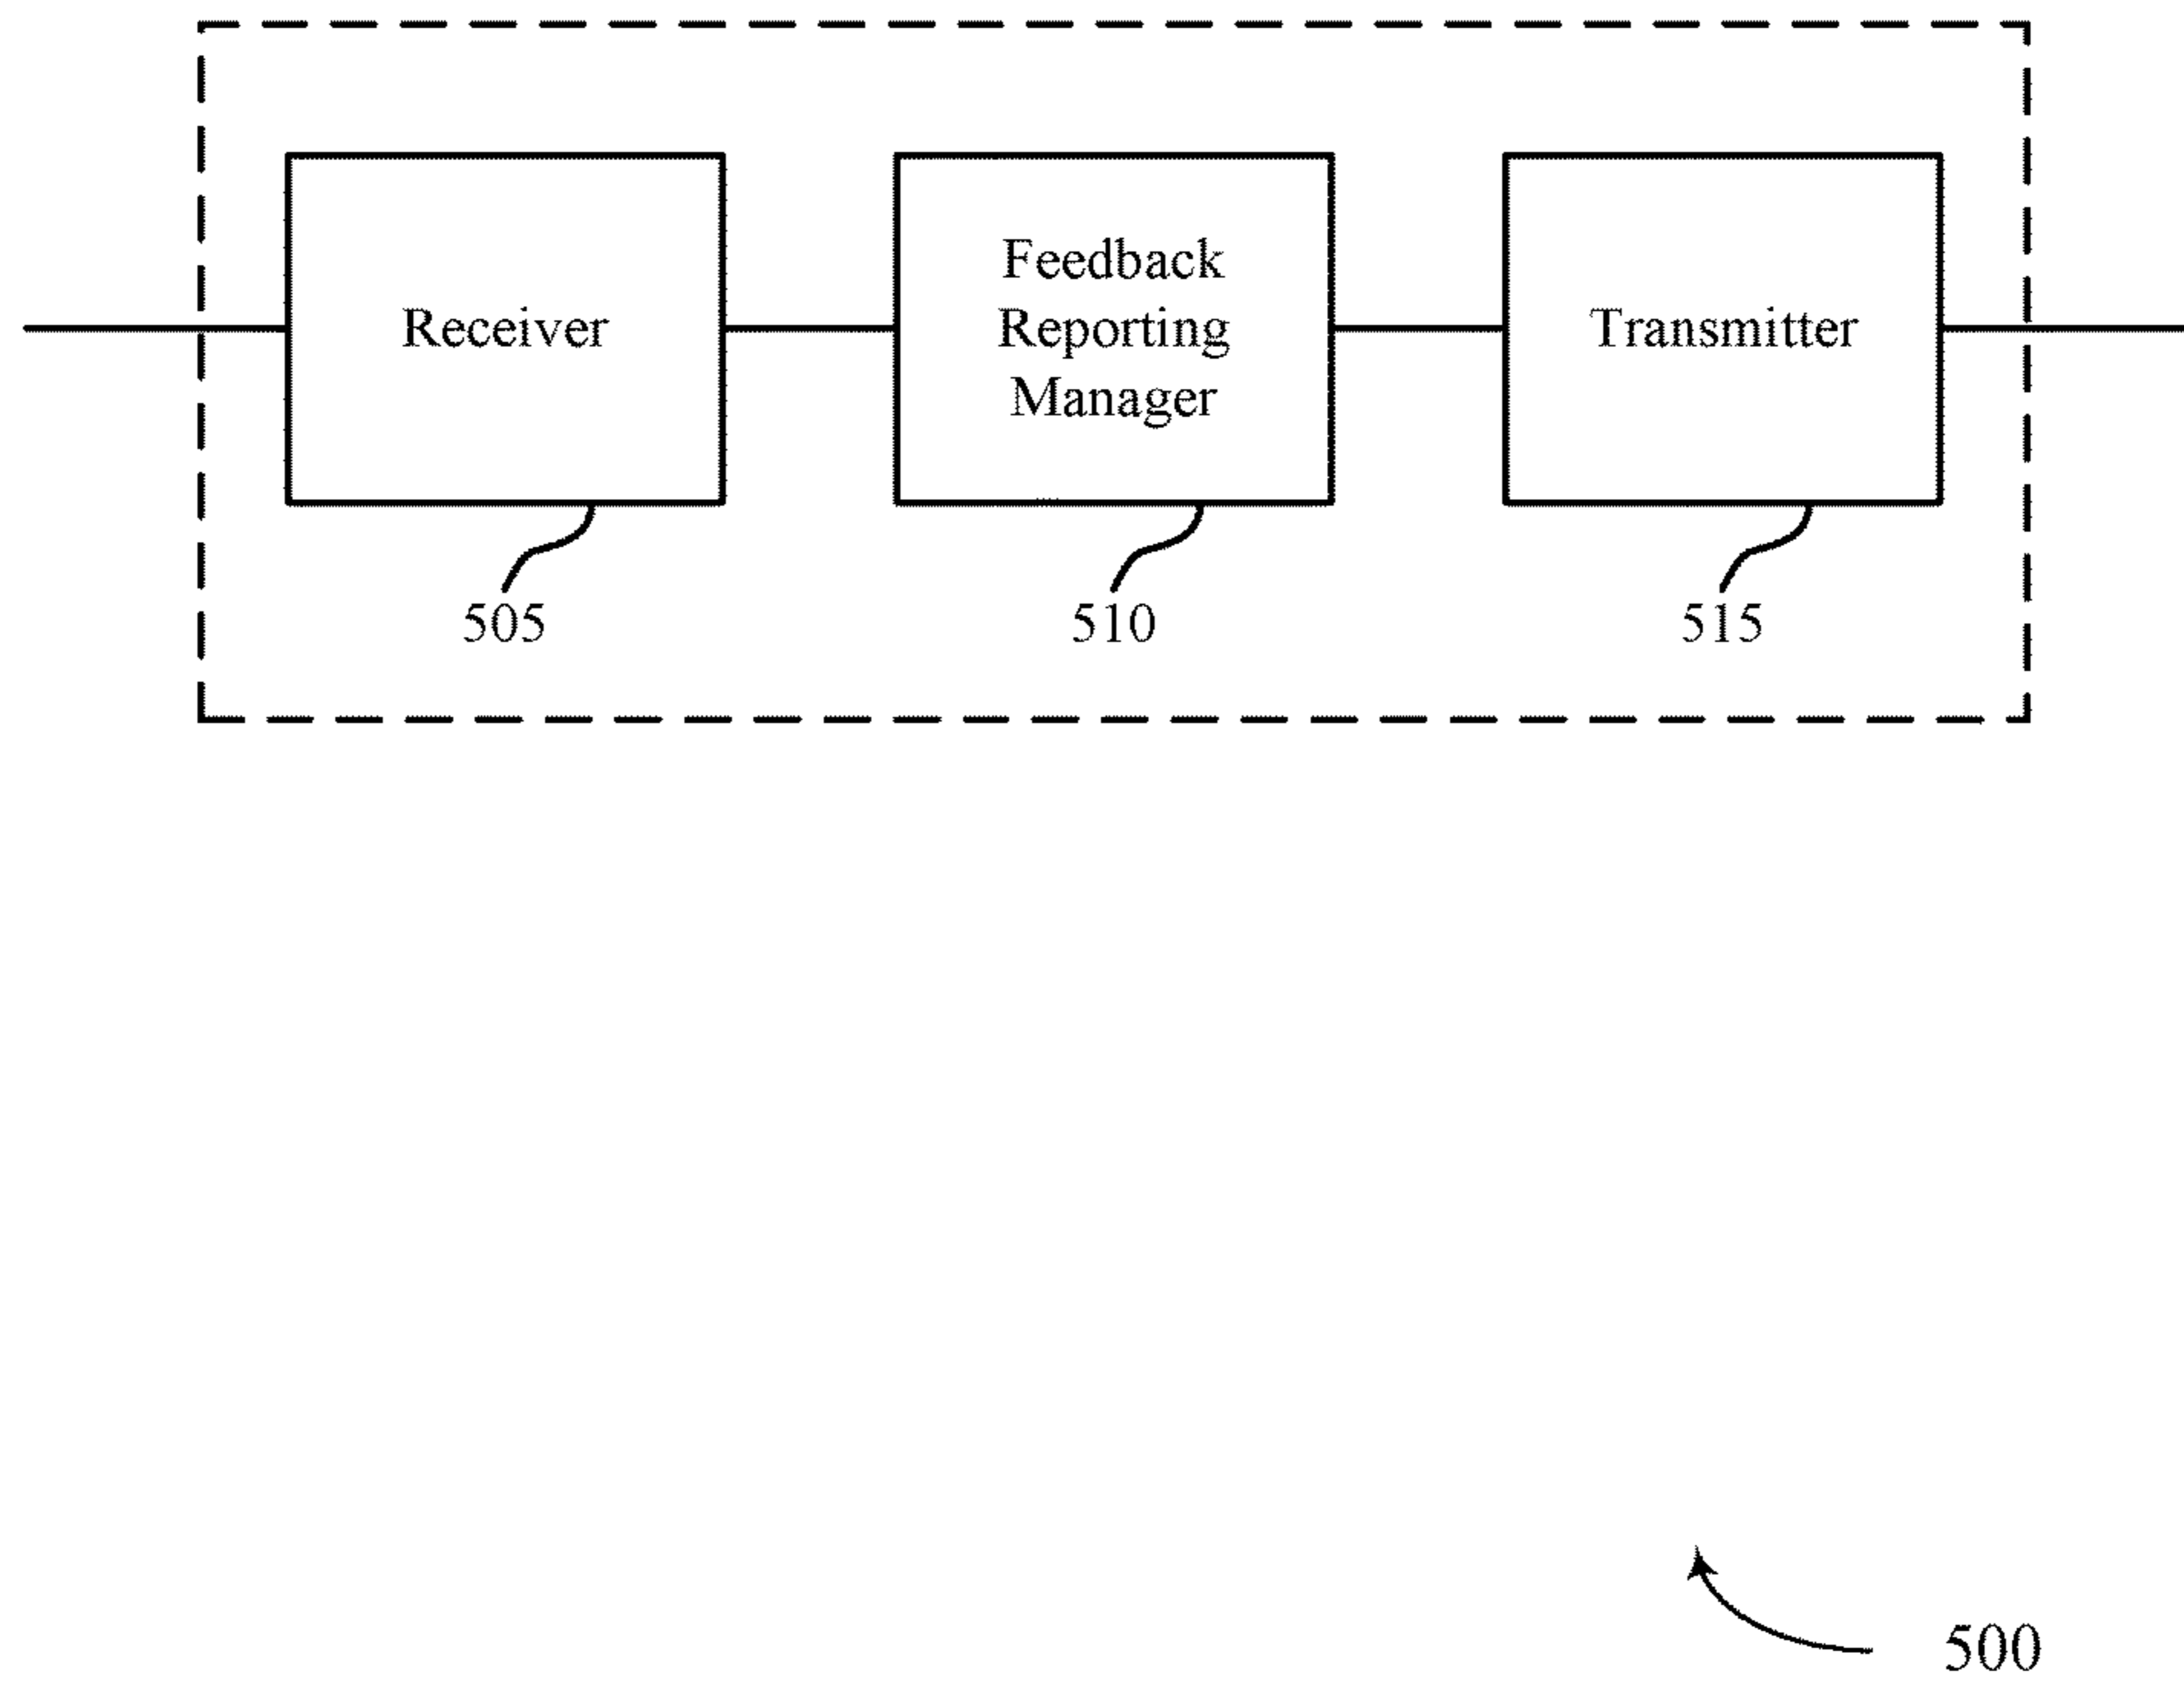 Receiver
Feedback
Reporting
Manager
Transmitter
505
510
515
500